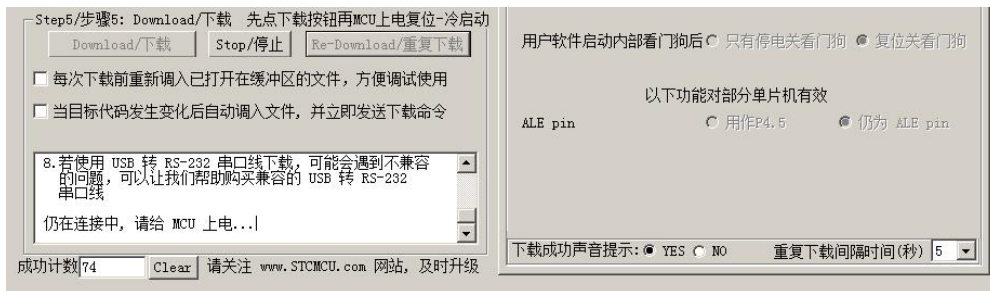 Step5/步骤5: Download/下载 先点下载按钮再MCU上电复位-冷启动
Download/下载 Stop/停止 Re-Download/重复下载
每次下载前重新调入已打开在缓冲区的文件，方便调试使用
当目标代码发生变化后自动调入文件，并立即发送下载命令
8.若使用 USB 转 RS-232 串口线下载，可能会遇到不兼容
的问题，可以让我们帮助购买兼容的 USB 转 RS-232
串口线
仍在连接中，请给 MCU 上电...
成功计数 74 Clear 请关注 www.STCMCU.com 网站，及时升级
用户软件启动内部看门狗后 只有停电关看门狗 复位关看门狗
以下功能对部分单片机有效
ALE pin 用作P4.5 仍为 ALE pin
下载成功声音提示: YES NO 重复下载间隔时间(秒) 5